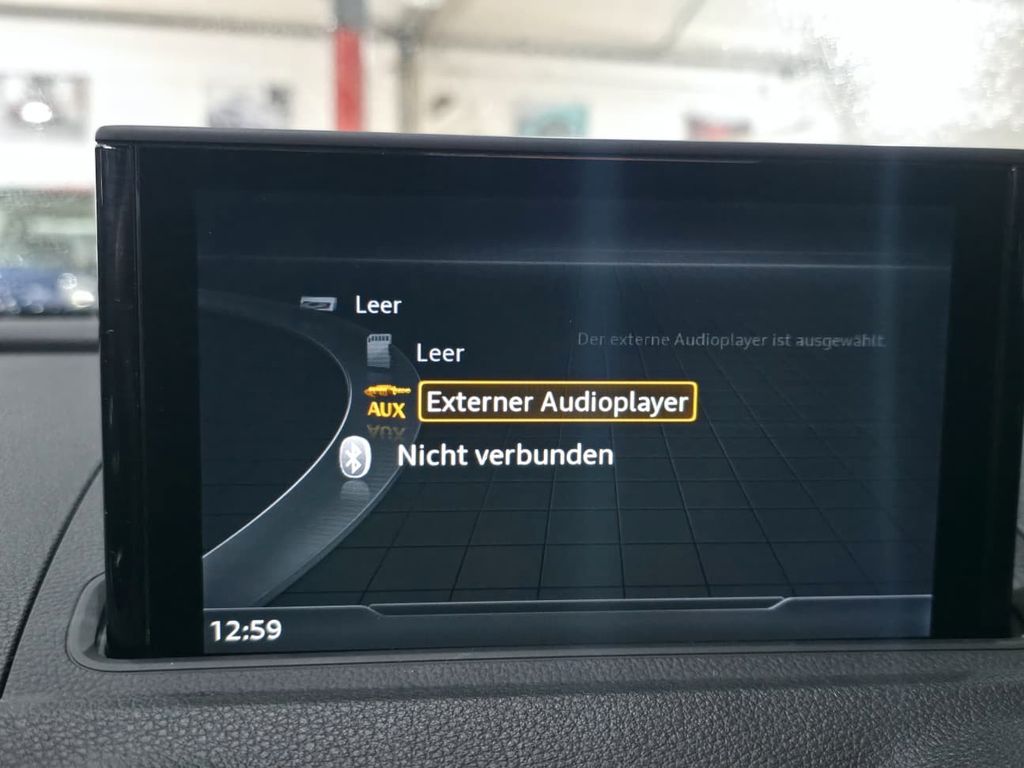 Leer
Leer
Der externe Audioplayer ist ausgewählt.
AUX
Externer Audioplayer
Nicht verbunden
12:59